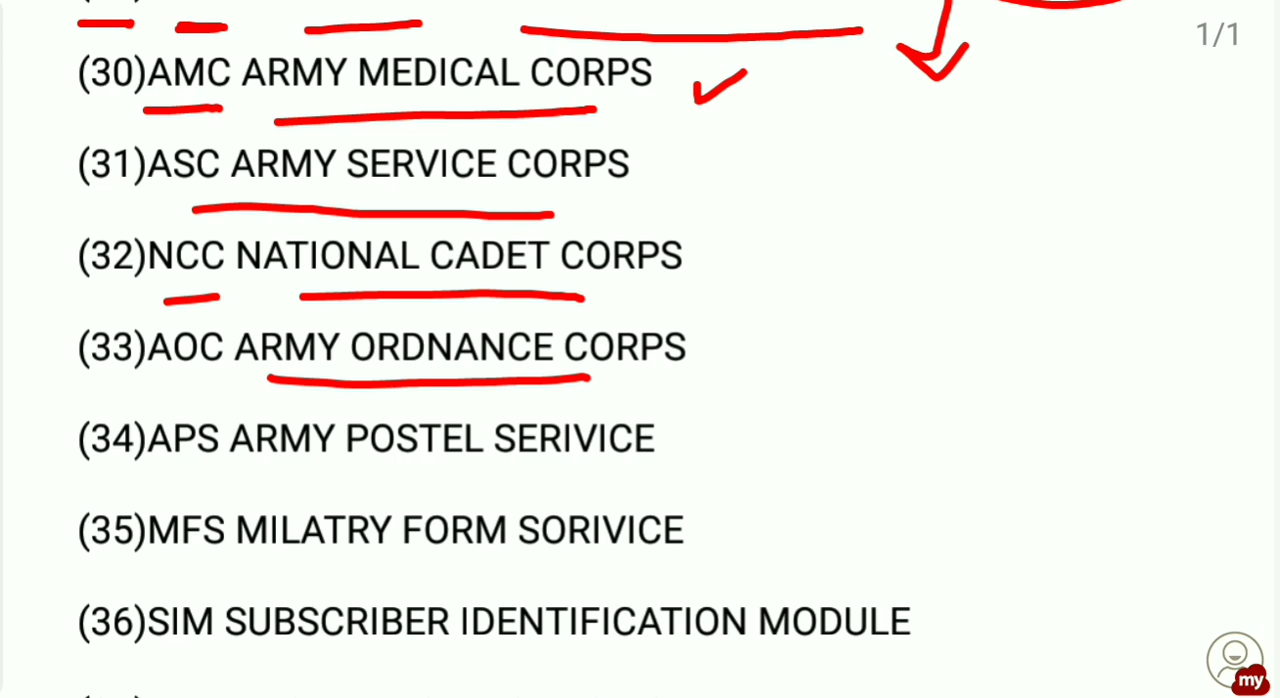 1/1
(30)AMC ARMY MEDICAL CORPS
(31)ASC ARMY SERVICE CORPS
(32)NCC NATIONAL CADET CORPS
(33)AOC ARMY ORDNANCE CORPS
(34)APS ARMY POSTEL SERIVICE
(35)MFS MILATRY FORM SORIVICE
(36)SIM SUBSCRIBER IDENTIFICATION MODULE
my